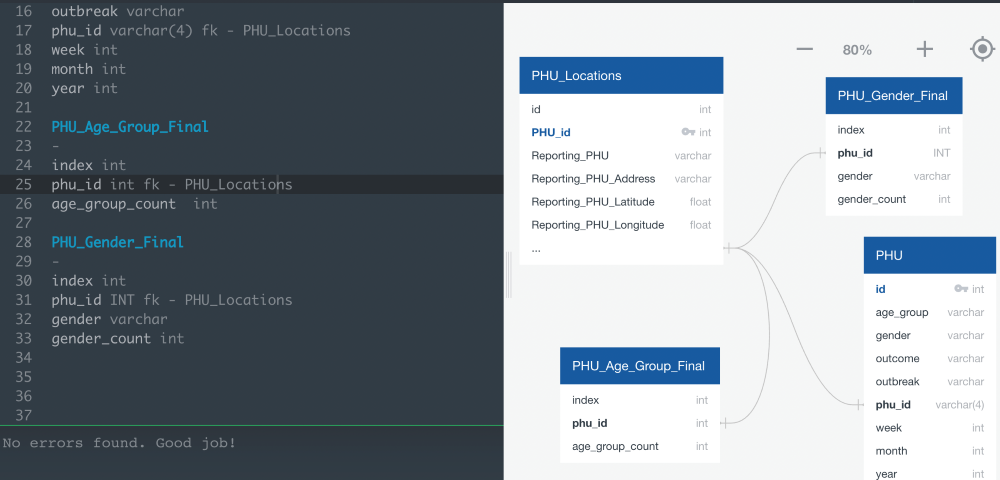 16 outbreak varchar
17 phu_id varchar(4) fk - PHU_Locations
18 week int
19 month int
20 year int
21
22 PHU_Age_Group_Final
23 -
24 index int
25 phu_id int fk - PHU_Locations
26 age_group_count int
27
28 PHU_Gender_Final
29 -
30 index int
31 phu_id INT fk - PHU_Locations
32 gender varchar
33 gender_count int
34
35
36
37
No errors found. Good job!
80%
PHU_Locations
id int
PHU_id int
Reporting_PHU varchar
Reporting_PHU_Address varchar
Reporting_PHU_Latitude float
Reporting_PHU_Longitude float
...
PHU_Gender_Final
index int
phu_id INT
gender varchar
gender_count int
PHU
id int
age_group varchar
gender varchar
outcome varchar
outbreak varchar
phu_id varchar(4)
week int
month int
year int
PHU_Age_Group_Final
index int
phu_id int
age_group_count int